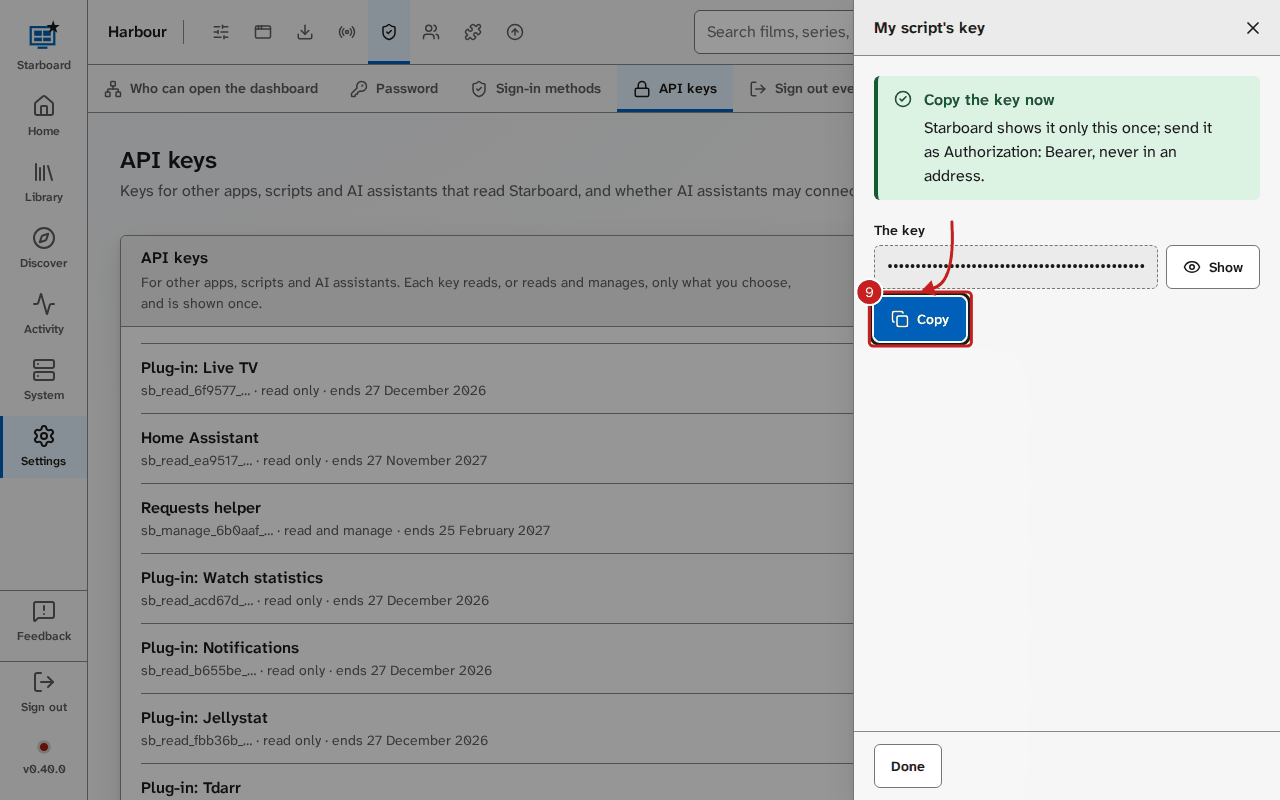 Starboard
Home
Library
Discover
Activity
System
Settings
Feedback
Sign out
v0.40.0
Harbour
Search films, series,
Who can open the dashboard
Password
Sign-in methods
API keys
Sign out eve
API keys
Keys for other apps, scripts and AI assistants that read Starboard, and whether AI assistants may connec
API keys
For other apps, scripts and AI assistants. Each key reads, or reads and manages, only what you choose,
and is shown once.
Plug-in: Live TV
sb_read_6f9577_… · read only · ends 27 December 2026
Home Assistant
sb_read_ea9517_… · read only · ends 27 November 2027
Requests helper
sb_manage_6b0aaf_… · read and manage · ends 25 February 2027
Plug-in: Watch statistics
sb_read_acd67d_… · read only · ends 27 December 2026
Plug-in: Notifications
sb_read_b655be_… · read only · ends 27 December 2026
Plug-in: Jellystat
sb_read_fbb36b_… · read only · ends 27 December 2026
Plug-in: Tdarr
My script's key
Copy the key now
Starboard shows it only this once; send it
as Authorization: Bearer, never in an
address.
The key
Show
9
Copy
Done